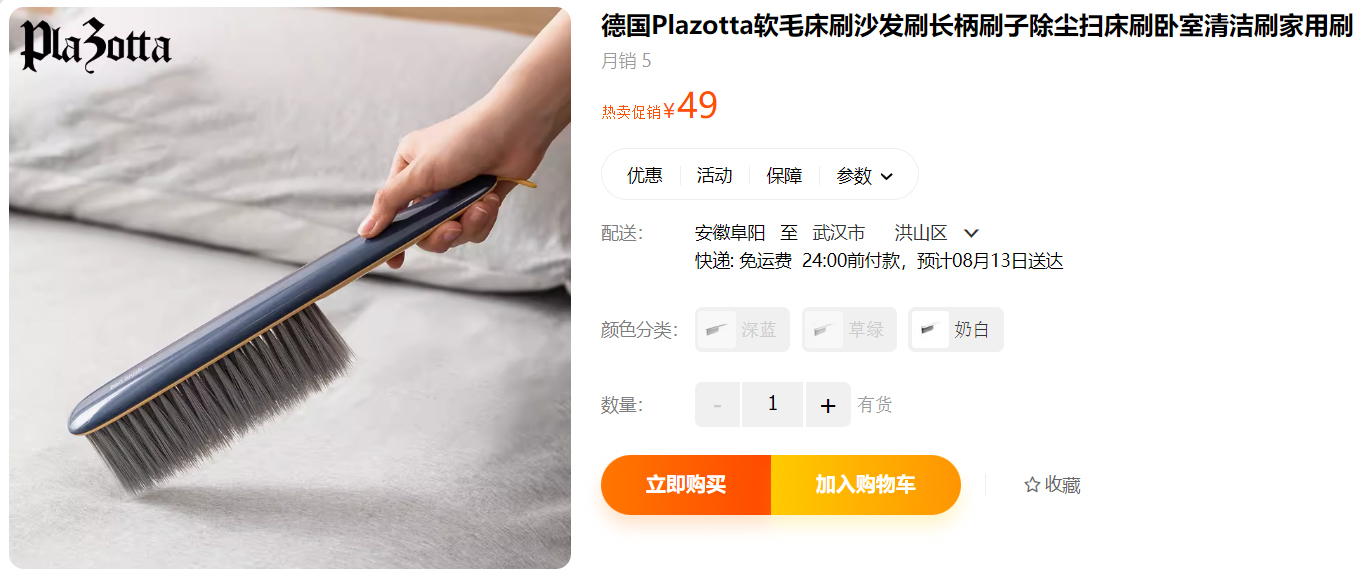 PlaZotta
德国Plazotta软毛床刷沙发刷长柄刷子除尘扫床刷卧室清洁刷家用刷
月销 5
热卖促销¥49
优惠 活动 保障 参数
配送: 安徽阜阳 至 武汉市 洪山区
快递: 免运费 24:00前付款，预计08月13日送达
颜色分类: 深蓝 草绿 奶白
数量: - 1 + 有货
立即购买 加入购物车 收藏